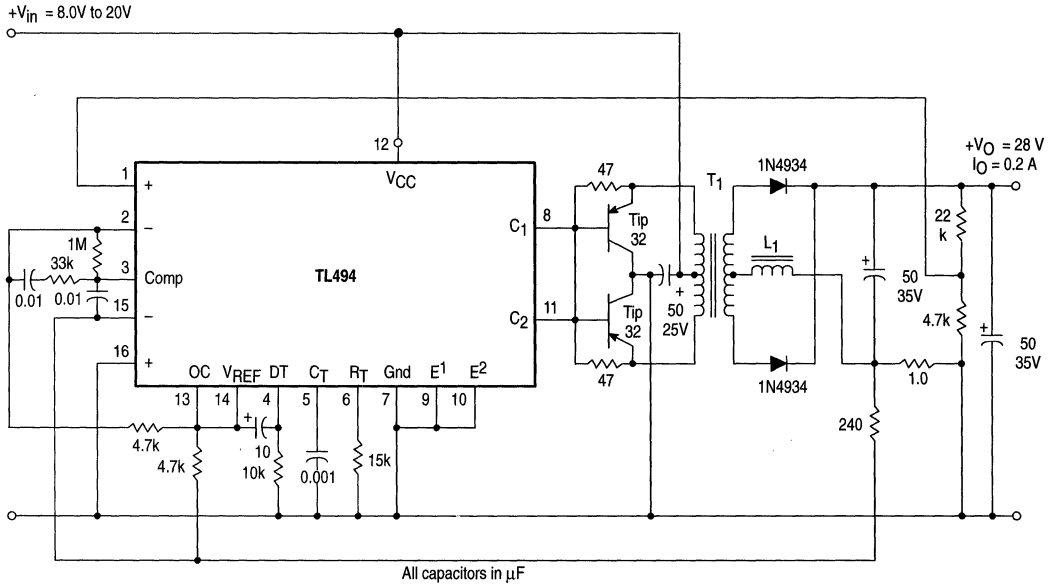 +Vin = 8.0V to 20V
+VO = 28 V
IO = 0.2 A
12
VCC
47
T1
1N4934
1
+
2
−
1M
33k
3
Comp
0.01
0.01
15
−
16
+
TL494
C1
8
C2
11
Tip
32
Tip
32
+
50
25V
47
L1
1N4934
+
50
35V
22
k
4.7k
+
50
35V
1.0
240
OC
VREF
DT
CT
RT
Gnd
E1
E2
13
14
4
5
6
7
9
10
+
10
4.7k
4.7k
10k
0.001
15k
All capacitors in μF